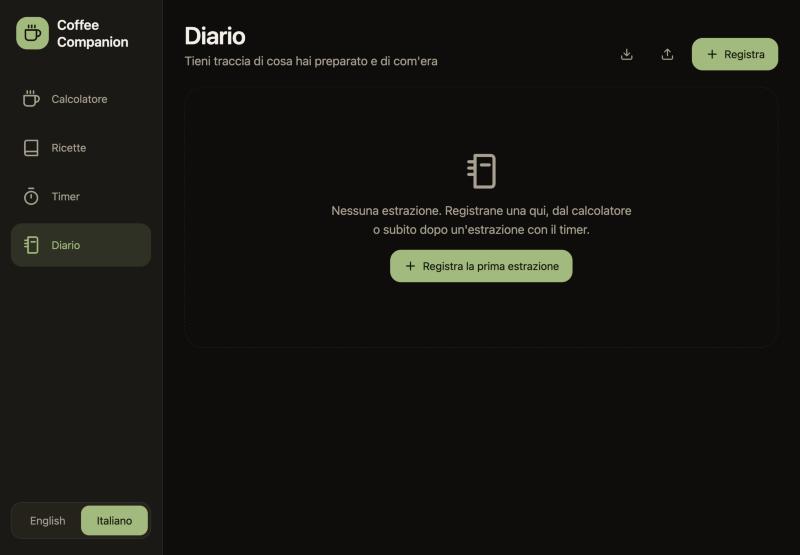 Coffee
Companion
Calcolatore
Ricette
Timer
Diario
English
Italiano
Diario
Tieni traccia di cosa hai preparato e di com'era
Registra
Nessuna estrazione. Registrane una qui, dal calcolatore
o subito dopo un'estrazione con il timer.
Registra la prima estrazione